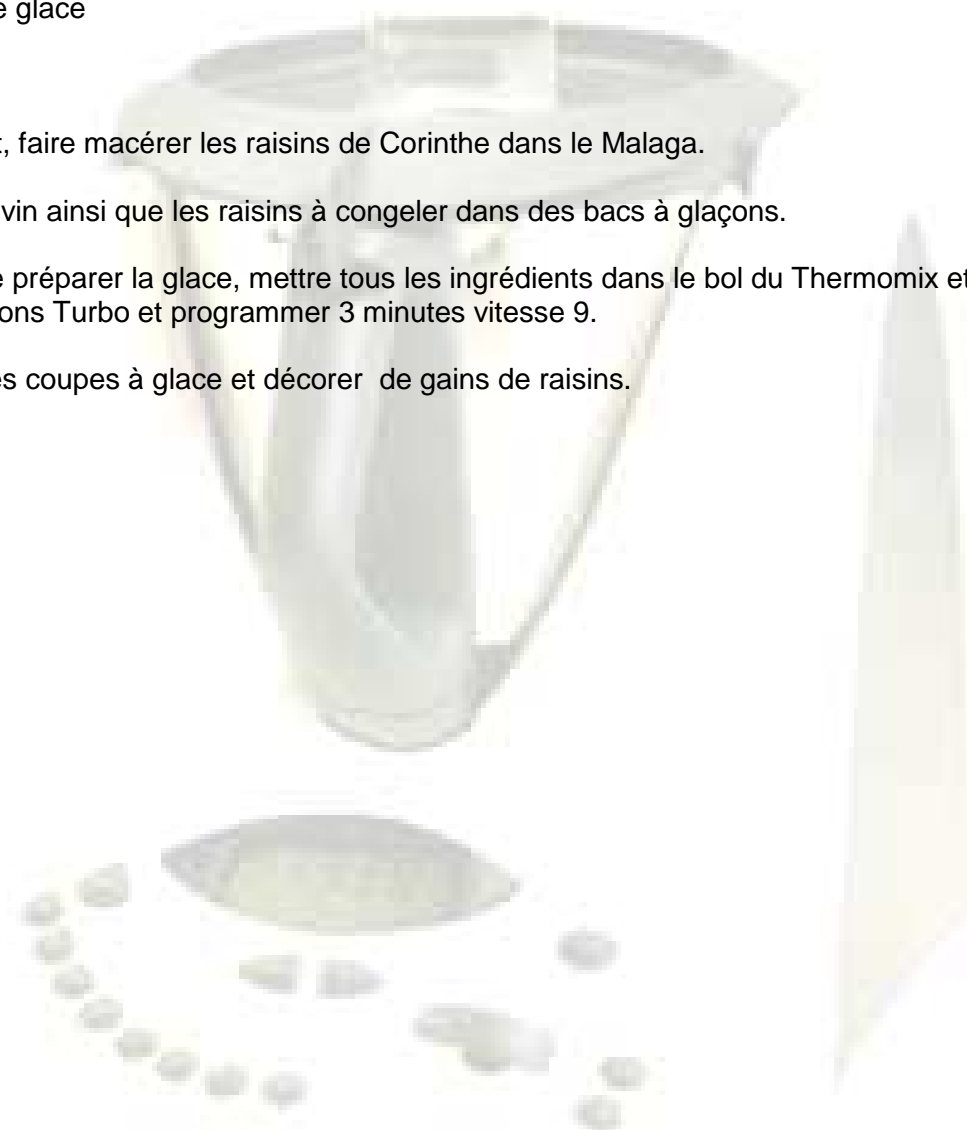 e glace
t, faire macérer les raisins de Corinthe dans le Malaga.
vin ainsi que les raisins à congeler dans des bacs à glaçons.
e préparer la glace, mettre tous les ingrédients dans le bol du Thermomix et
ons Turbo et programmer 3 minutes vitesse 9.
es coupes à glace et décorer  de gains de raisins.